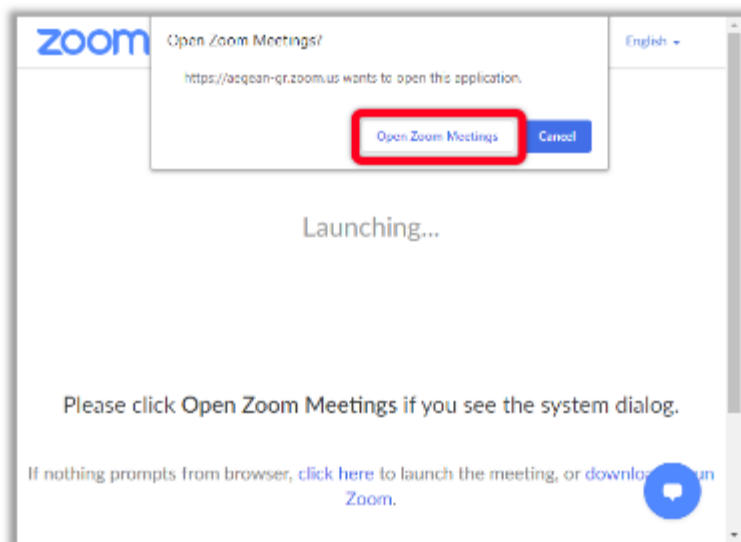 zoom
Open Zoom Meetings?
English
https://aegean-gr.zoom.us wants to open this application.
Open Zoom Meetings
Cancel
Launching...
Please click Open Zoom Meetings if you see the system dialog.
If nothing prompts from browser, click here to launch the meeting, or
Zoom.